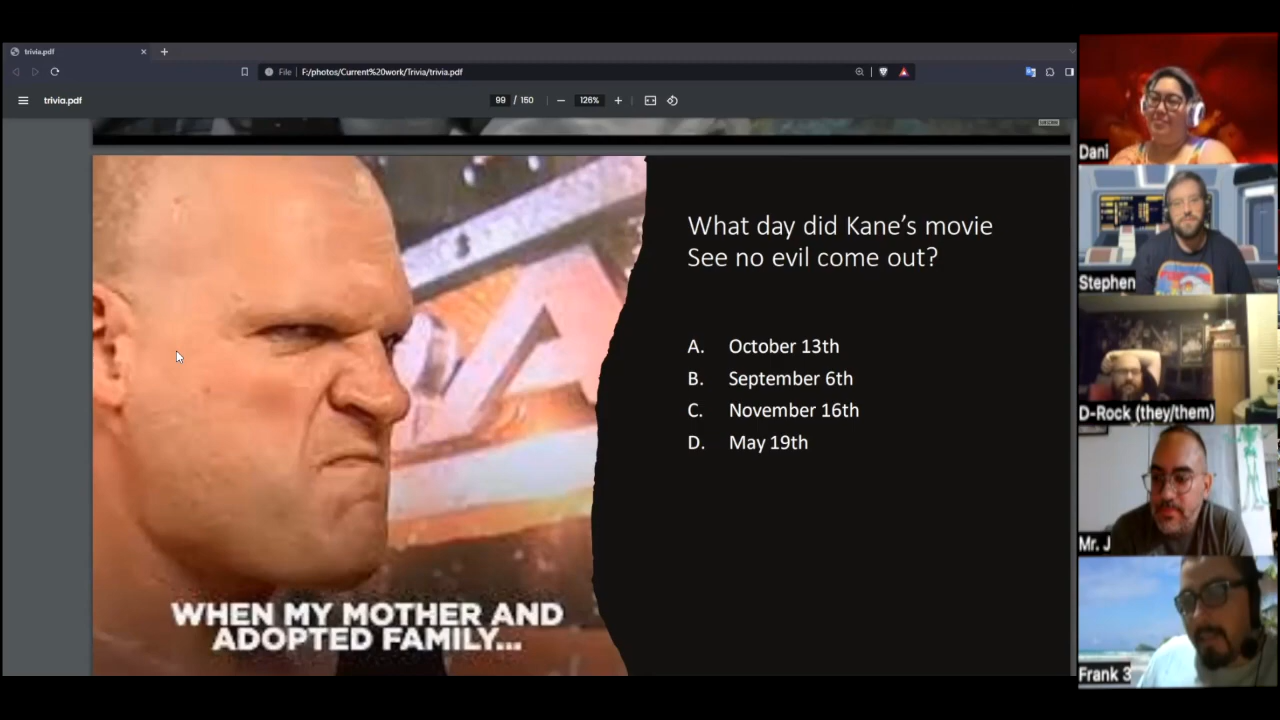 trivia.pdf
File F:/photos/Current%20work/Trivia/trivia.pdf
trivia.pdf
99 / 150
126%
What day did Kane's movie
See no evil come out?
A. October 13th
B. September 6th
C. November 16th
D. May 19th
WHEN MY MOTHER AND
ADOPTED FAMILY...
Dani
Stephen
D-Rock (they/them)
Mr. J
Frank 3